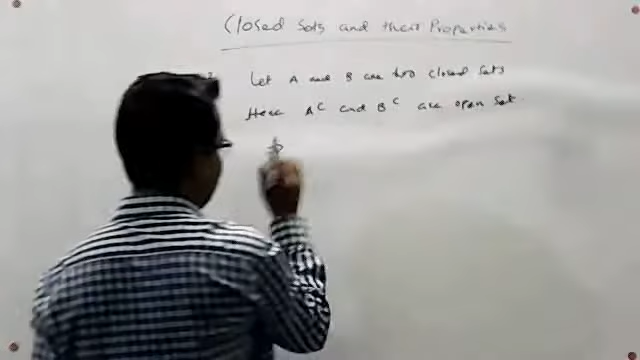 Closed Sets and their Properties
Let A and B are two closed sets
Here A^c and B^c are open set.